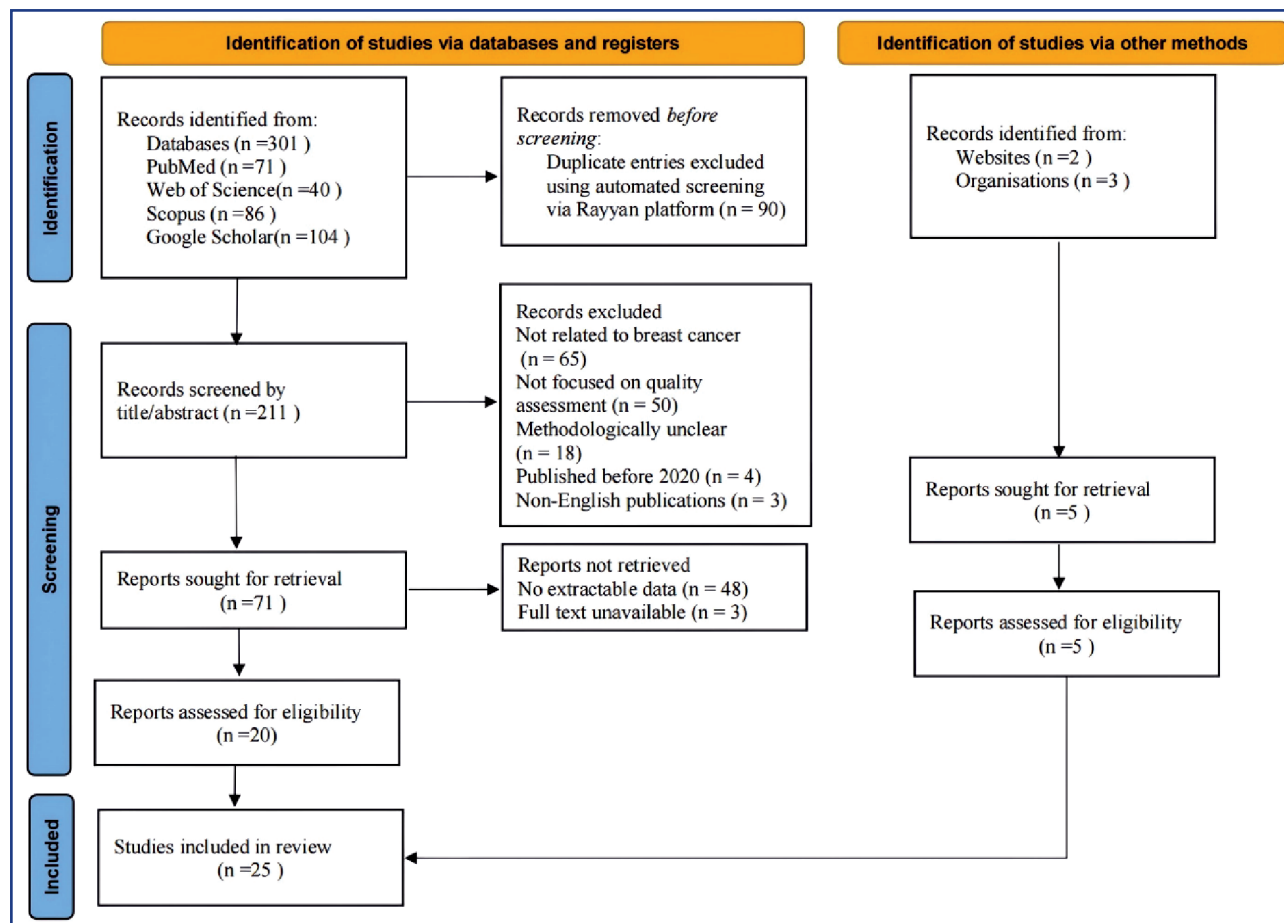 Identification of studies via databases and registers
Identification of studies via other methods
Identification
Records identified from:
Databases (n =301 )
PubMed (n =71 )
Web of Science(n =40 )
Scopus (n =86 )
Google Scholar(n =104 )
Records removed before
screening:
Duplicate entries excluded
using automated screening
via Rayyan platform (n = 90)
Records identified from:
Websites (n =2 )
Organisations (n =3 )
Screening
Records screened by
title/abstract (n =211 )
Records excluded
Not related to breast cancer
(n = 65)
Not focused on quality
assessment (n = 50)
Methodologically unclear
(n = 18)
Published before 2020 (n = 4)
Non-English publications (n = 3)
Reports sought for retrieval
(n =71 )
Reports not retrieved
No extractable data (n = 48)
Full text unavailable (n = 3)
Reports sought for retrieval
(n =5 )
Reports assessed for eligibility
(n =20)
Reports assessed for eligibility
(n =5 )
Included
Studies included in review
(n =25 )